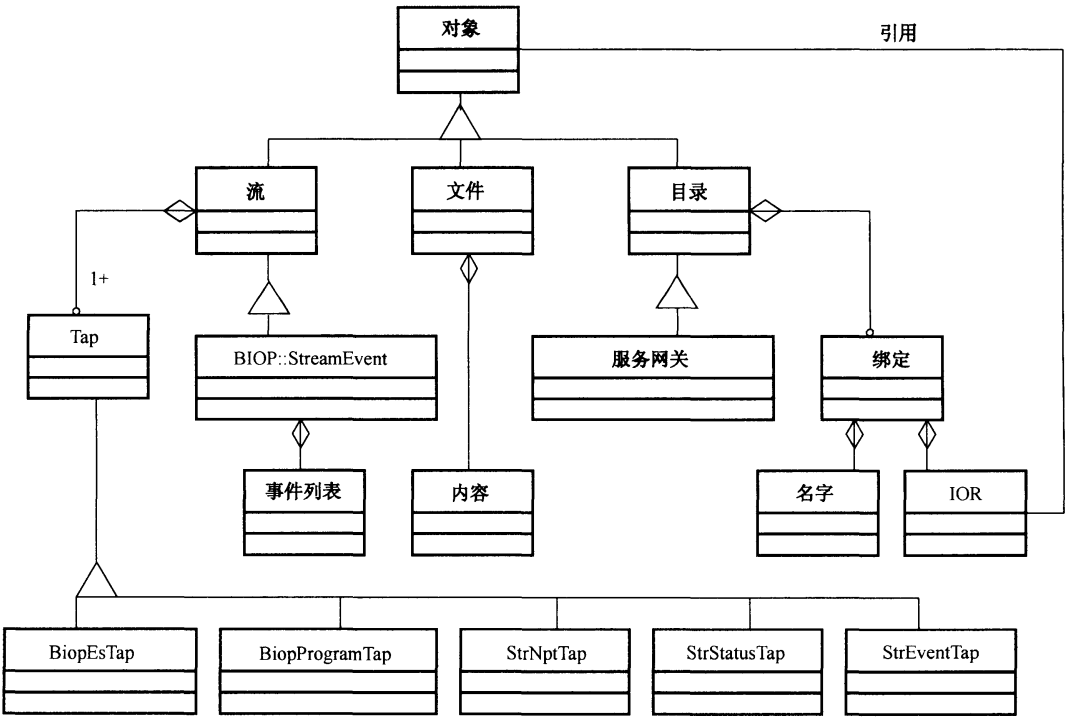 对象
引用
流
文件
目录
1+
Tap
BIOP::StreamEvent
服务网关
绑定
事件列表
内容
名字
IOR
BiopEsTap
BiopProgramTap
StrNptTap
StrStatusTap
StrEventTap